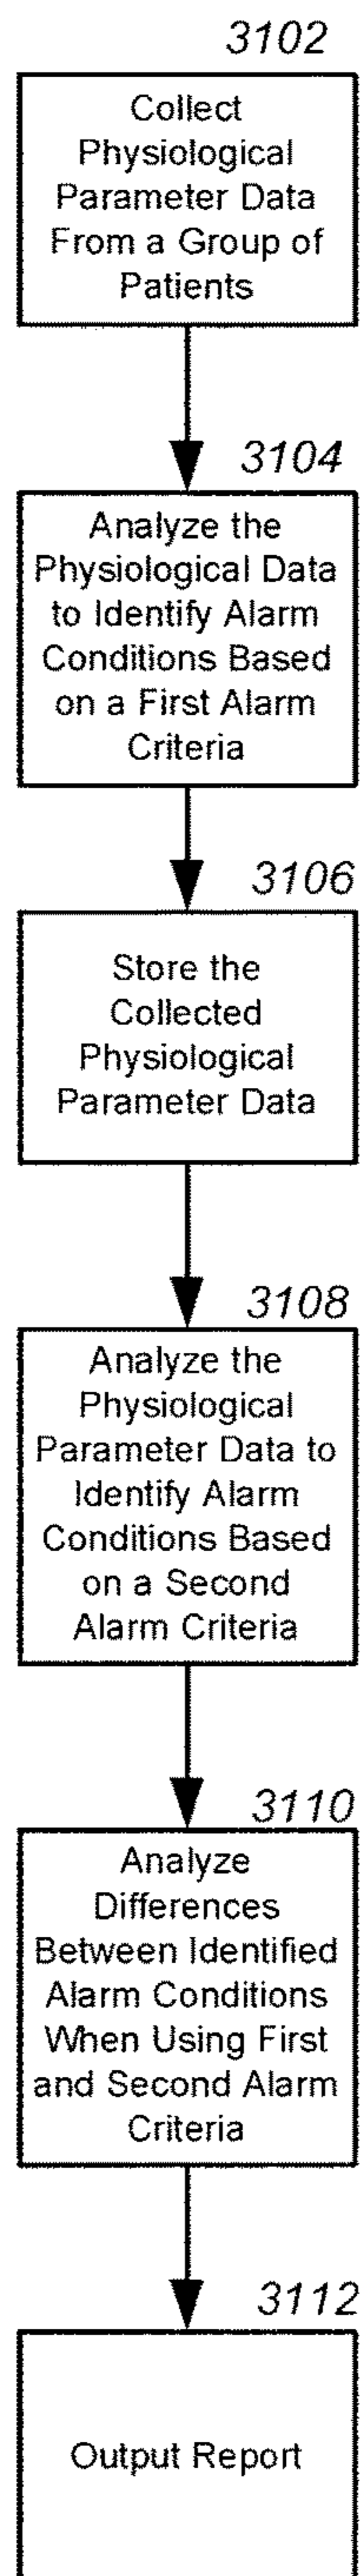 3102
Collect
Physiological
Parameter Data
From a Group of
Patients
3104
Analyze the
Physiological Data
to Identify Alarm
Conditions Based
on a First Alarm
Criteria
3106
Store the
Collected
Physiological
Parameter Data
3108
Analyze the
Physiological
Parameter Data to
Identify Alarm
Conditions Based
on a Second
Alarm Criteria
3110
Analyze
Differences
Between Identified
Alarm Conditions
When Using First
and Second Alarm
Criteria
3112
Output Report